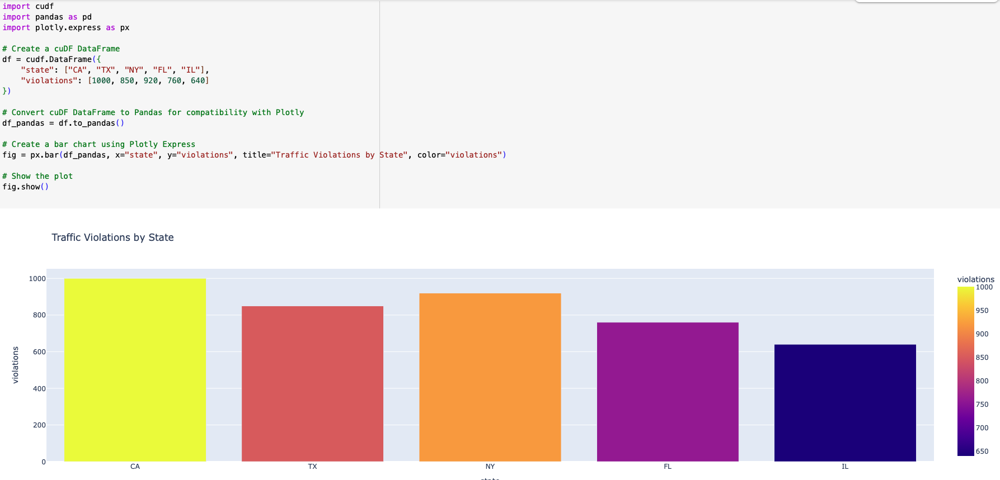 import cudf
import pandas as pd
import plotly.express as px
# Create a cuDF DataFrame
df = cudf.DataFrame({
"state": ["CA", "TX", "NY", "FL", "IL"],
"violations": [1000, 850, 920, 760, 640]
})
# Convert cuDF DataFrame to Pandas for compatibility with Plotly
df_pandas = df.to_pandas()
# Create a bar chart using Plotly Express
fig = px.bar(df_pandas, x="state", y="violations", title="Traffic Violations by State", color="violations")
# Show the plot
fig.show()
Traffic Violations by State
violations
1000
800
600
400
200
0
CA
TX
NY
FL
IL
violations
1000
950
900
850
800
750
700
650